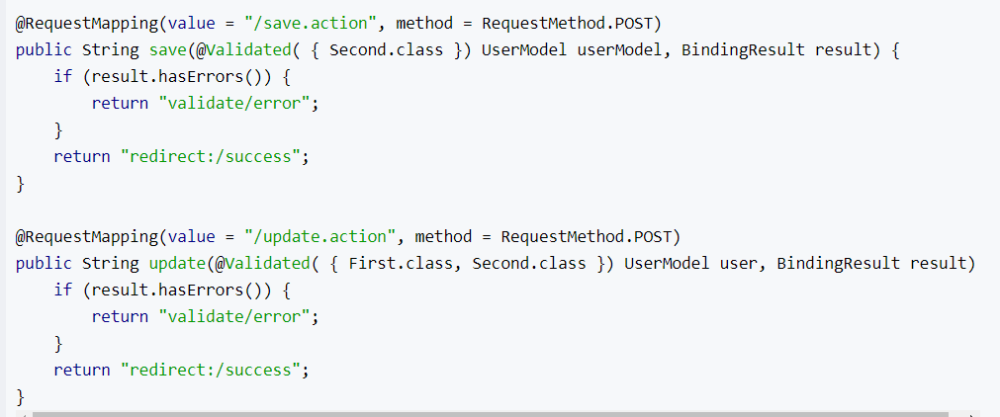 @RequestMapping(value = "/save.action", method = RequestMethod.POST)
public String save(@Validated( { Second.class }) UserModel userModel, BindingResult result) {
    if (result.hasErrors()) {
        return "validate/error";
    }
    return "redirect:/success";
}

@RequestMapping(value = "/update.action", method = RequestMethod.POST)
public String update(@Validated( { First.class, Second.class }) UserModel user, BindingResult result)
    if (result.hasErrors()) {
        return "validate/error";
    }
    return "redirect:/success";
}